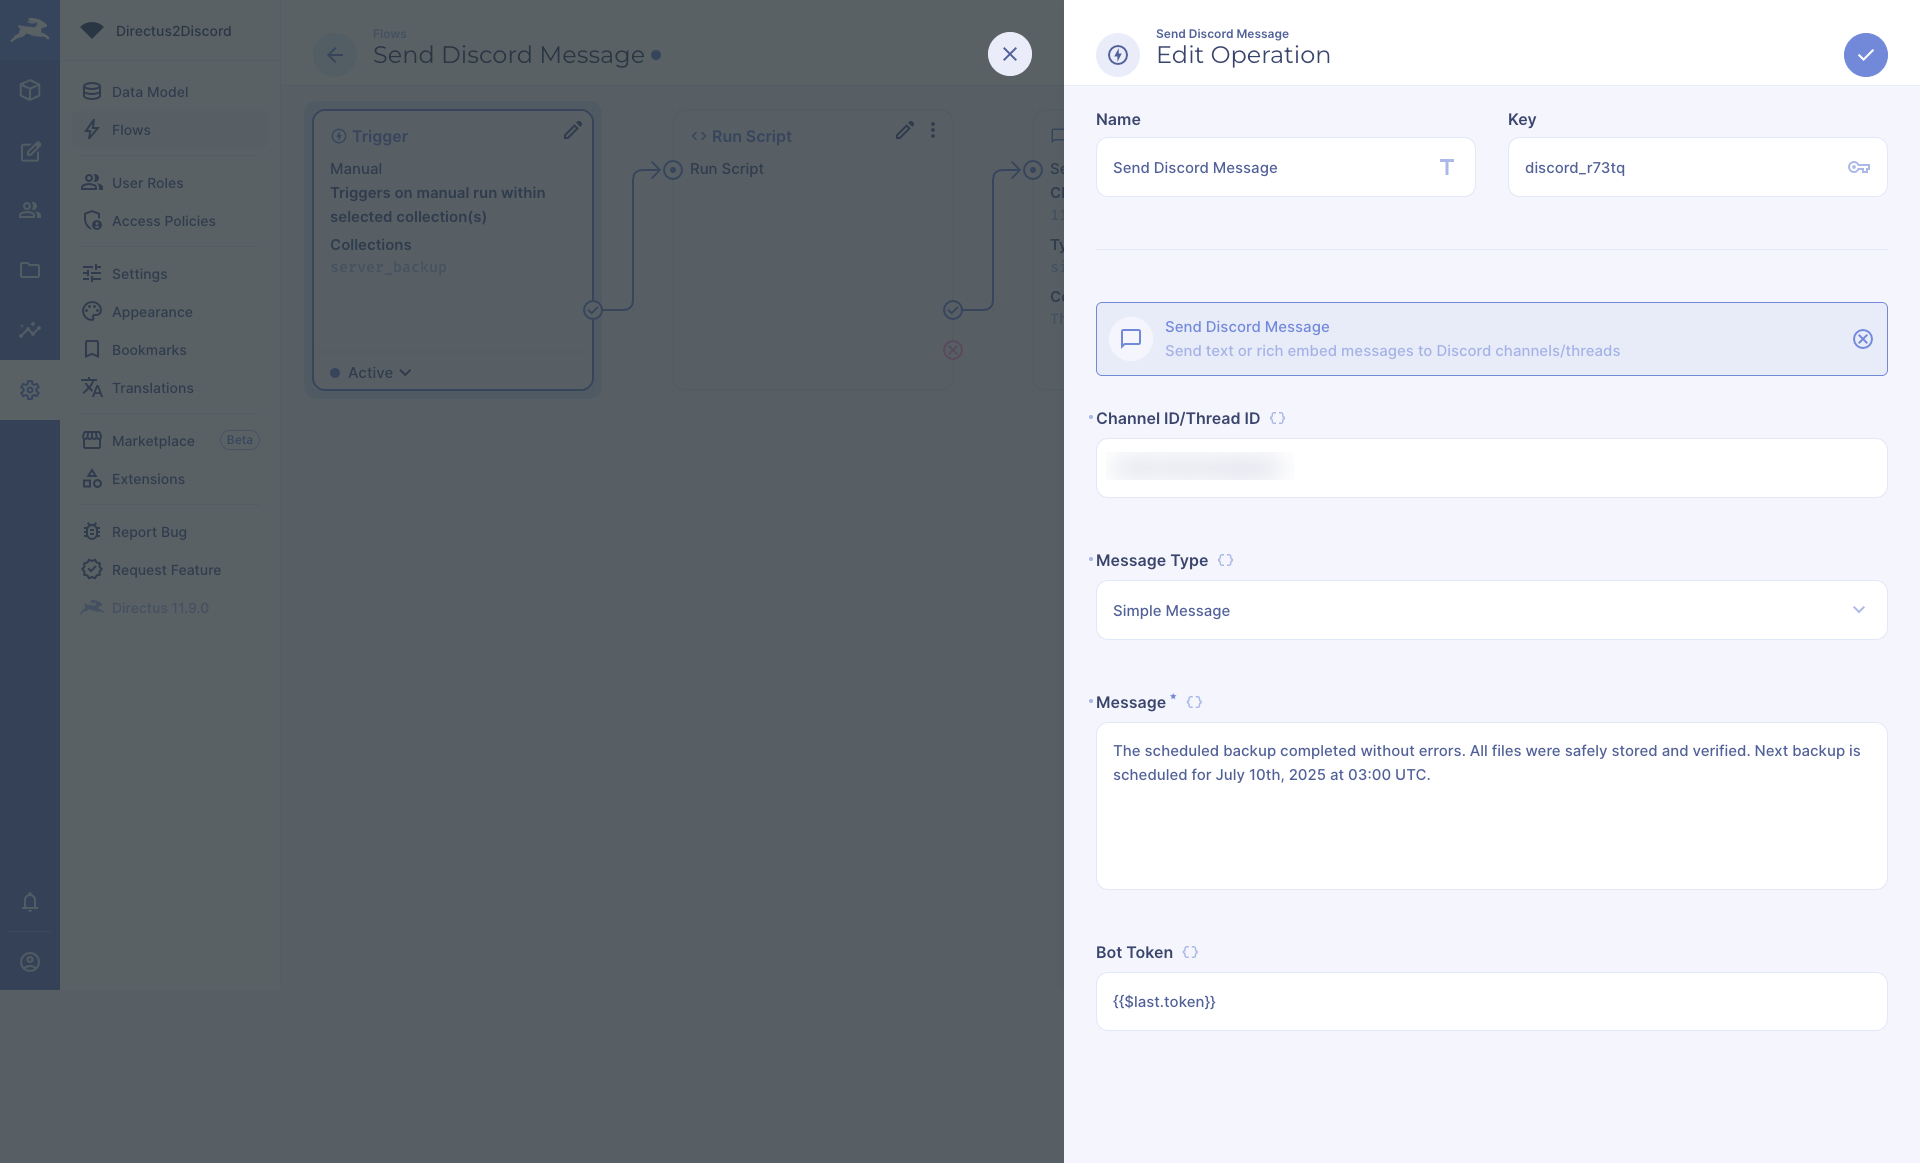 Directus2Discord
Data Model
Flows
User Roles
Access Policies
Settings
Appearance
Bookmarks
Translations
Marketplace Beta
Extensions
Report Bug
Request Feature
Directus 11.9.0
Flows
Send Discord Message
Trigger
Manual
Triggers on manual run within
selected collection(s)
Collections
server_backup
Active
Run Script
Run Script
Send Discord Message
Edit Operation
Name
Send Discord Message
Key
discord_r73tq
Send Discord Message
Send text or rich embed messages to Discord channels/threads
Channel ID/Thread ID
Message Type
Simple Message
Message *
The scheduled backup completed without errors. All files were safely stored and verified. Next backup is
scheduled for July 10th, 2025 at 03:00 UTC.
Bot Token
{{$last.token}}